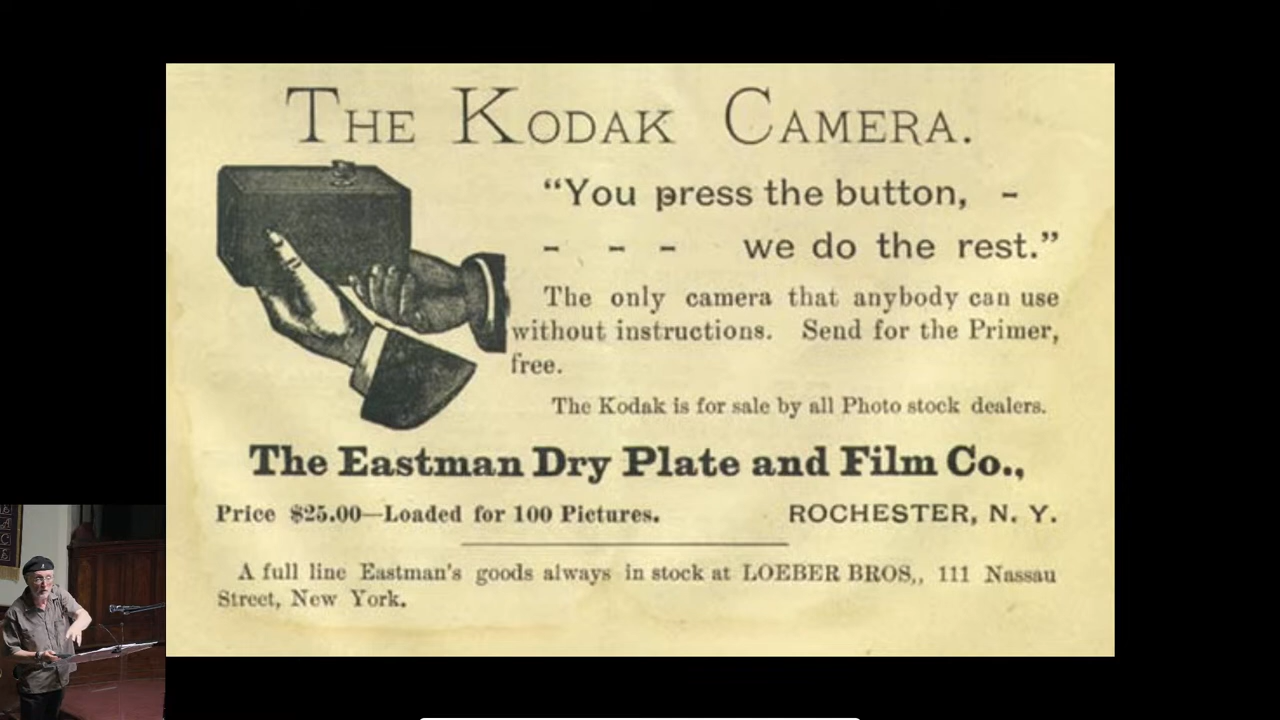 THE KODAK CAMERA.
“You press the button, -
- - - we do the rest.”
The only camera that anybody can use
without instructions. Send for the Primer,
free.
The Kodak is for sale by all Photo stock dealers.
The Eastman Dry Plate and Film Co.,
Price $25.00—Loaded for 100 Pictures. ROCHESTER, N. Y.
A full line Eastman's goods always in stock at LOEBER BROS,, 111 Nassau
Street, New York.